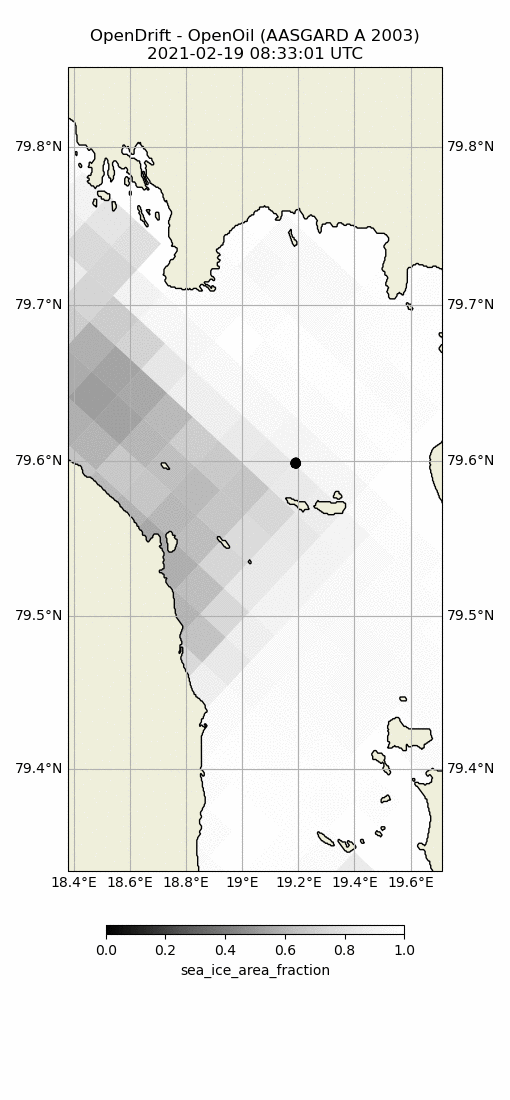 OpenDrift - OpenOil (AASGARD A 2003)
2021-02-19 08:33:01 UTC
79.8°N 79.8°N
79.7°N 79.7°N
79.6°N 79.6°N
79.5°N 79.5°N
79.4°N 79.4°N
18.4°E 18.6°E 18.8°E 19°E 19.2°E 19.4°E 19.6°E
0.0 0.2 0.4 0.6 0.8 1.0
sea_ice_area_fraction